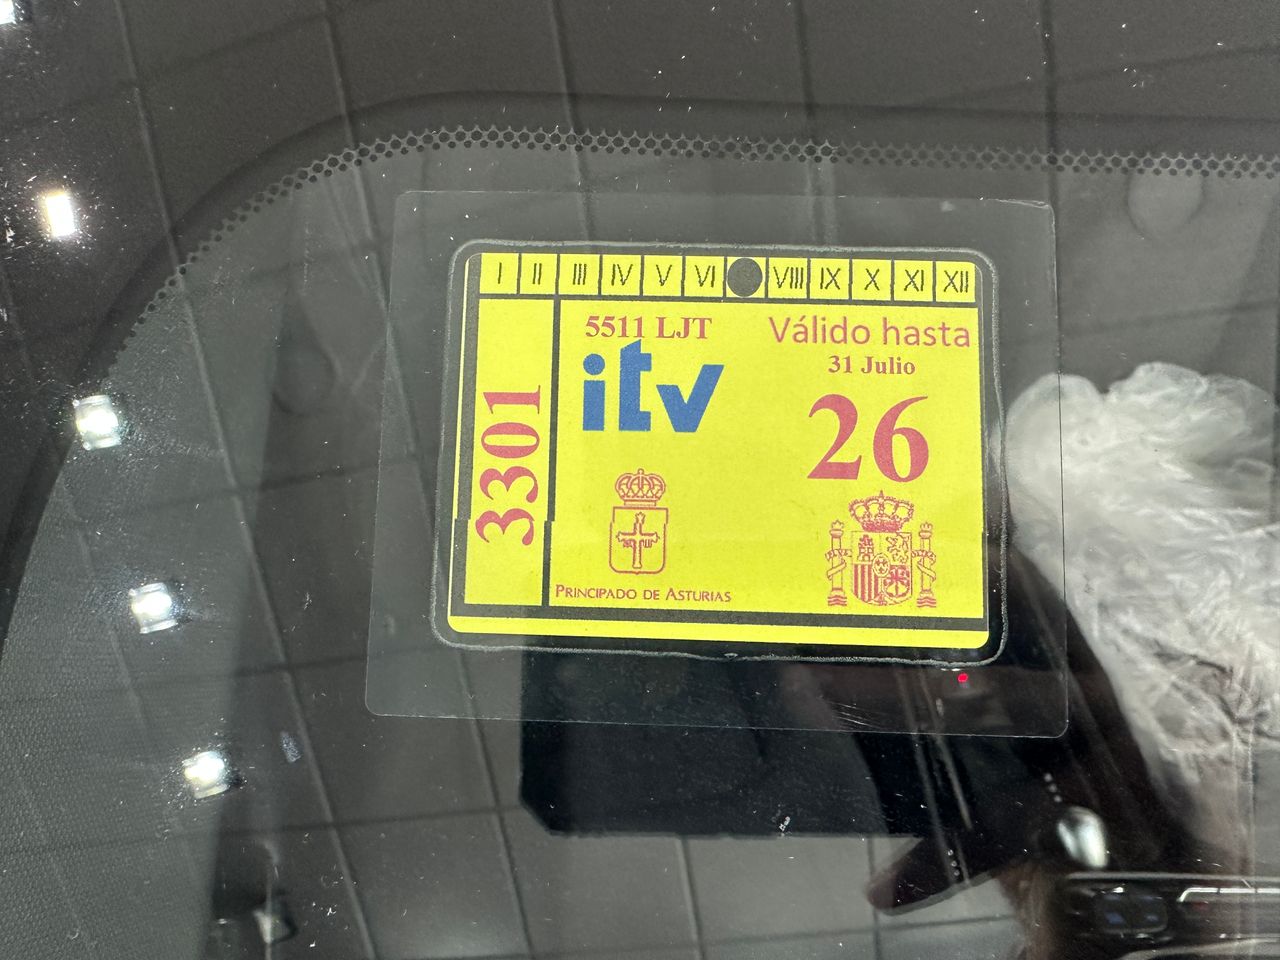 I II III IV V VI VIII IX X XI XII
5511 LJT
itv
Válido hasta
31 Julio
26
3301
PRINCIPADO DE ASTURIAS